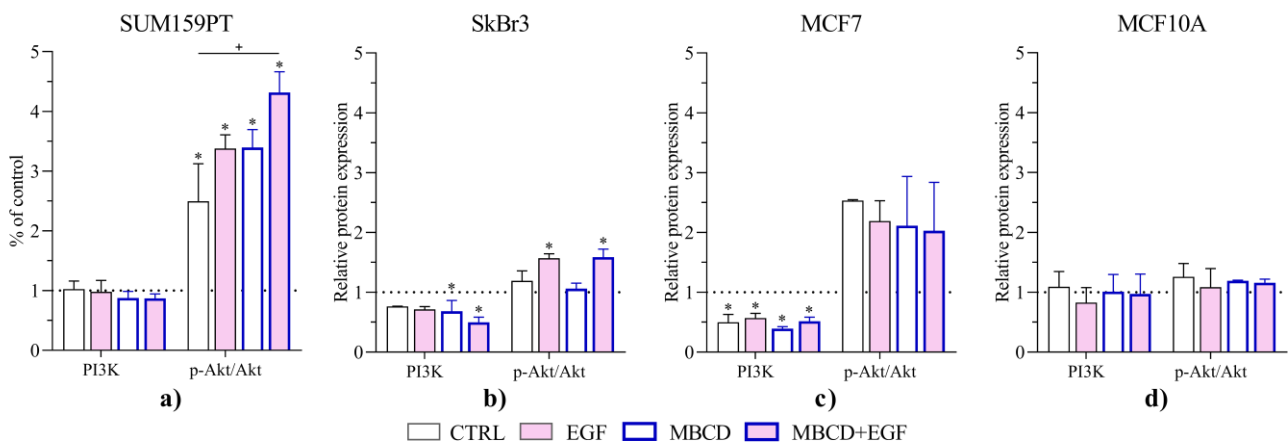 SUM159PT
SkBr3
MCF7
MCF10A
+
% of control
5
4
3
2
1
0
* * * *
PI3K p-Akt/Akt
a)
Relative protein expression
5
4
3
2
1
0
* * * *
PI3K p-Akt/Akt
b)
Relative protein expression
5
4
3
2
1
0
* * * *
PI3K p-Akt/Akt
c)
Relative protein expression
5
4
3
2
1
0
PI3K p-Akt/Akt
d)
CTRL EGF MBCD MBCD+EGF